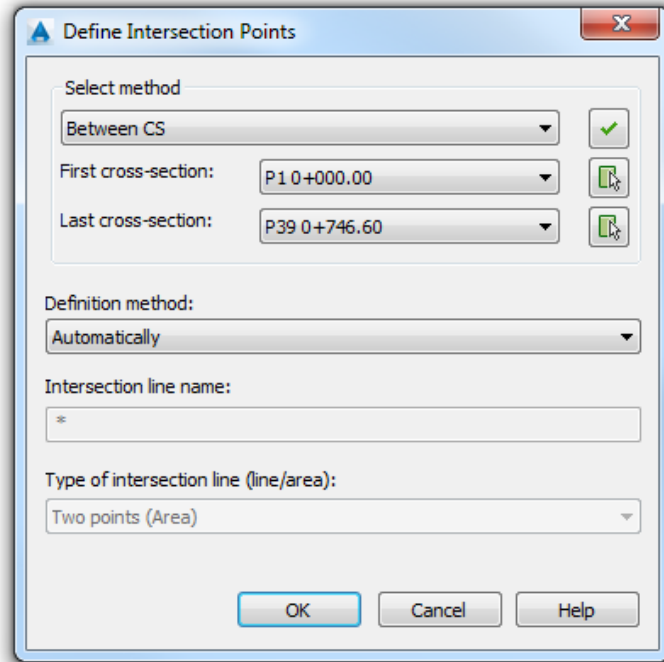 Define Intersection Points
Select method
Between CS
First cross-section: P1 0+000.00
Last cross-section: P39 0+746.60
Definition method:
Automatically
Intersection line name:
*
Type of intersection line (line/area):
Two points (Area)
OK Cancel Help